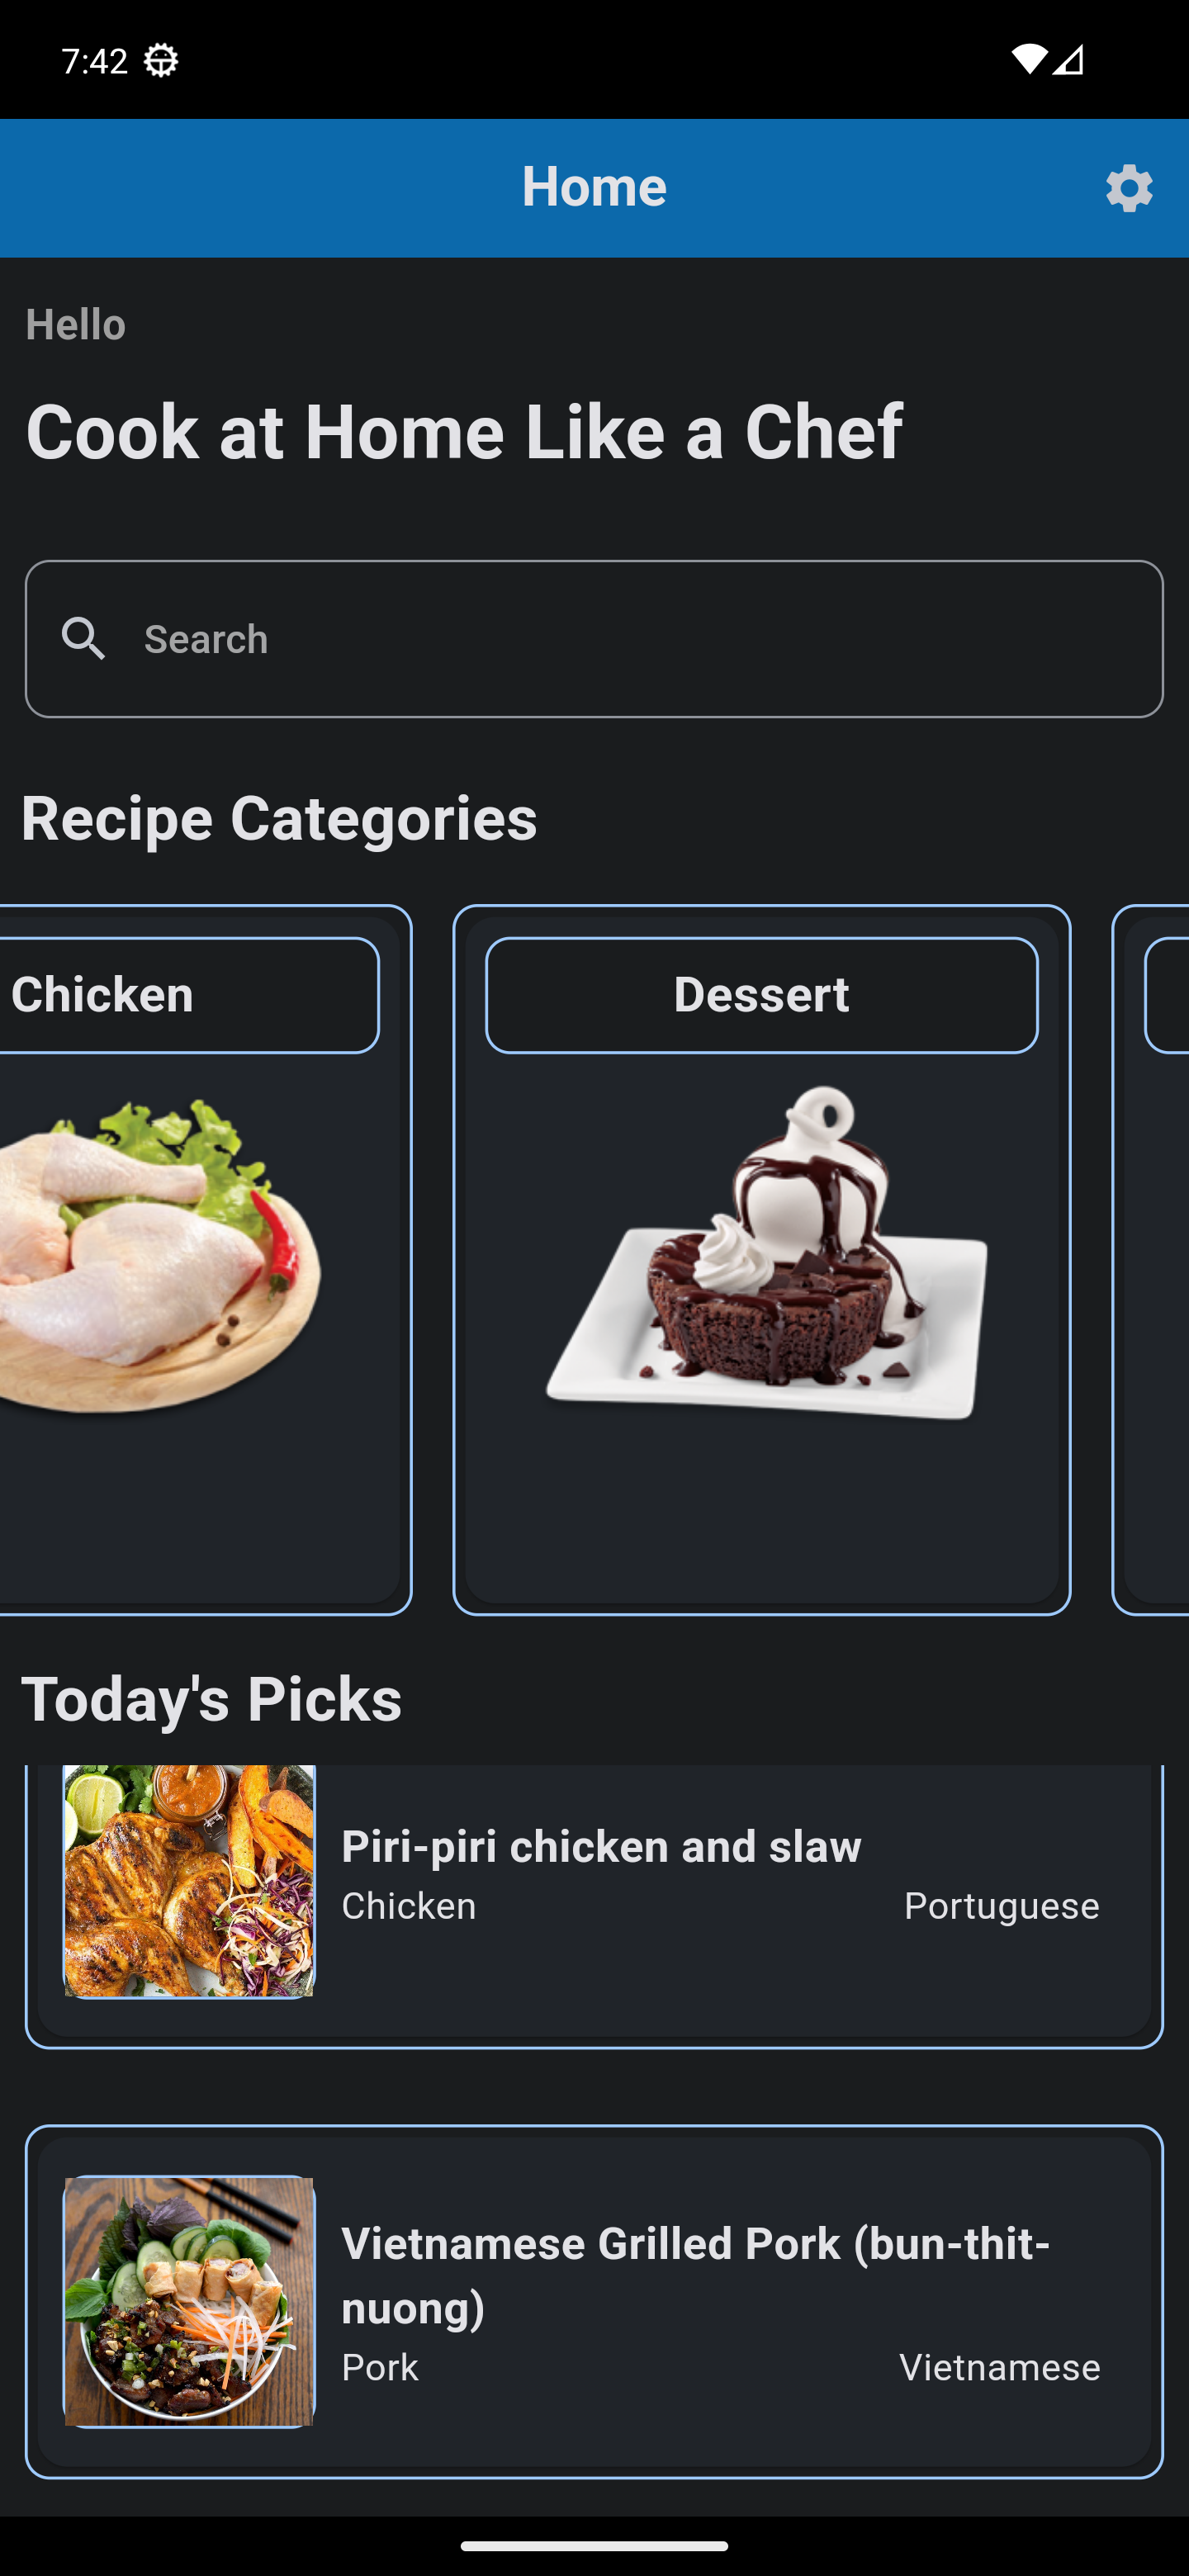 7:42
Home
Hello
Cook at Home Like a Chef
Search
Recipe Categories
Chicken
Dessert
Today's Picks
Piri-piri chicken and slaw
Chicken
Portuguese
Vietnamese Grilled Pork (bun-thit-
nuong)
Pork
Vietnamese